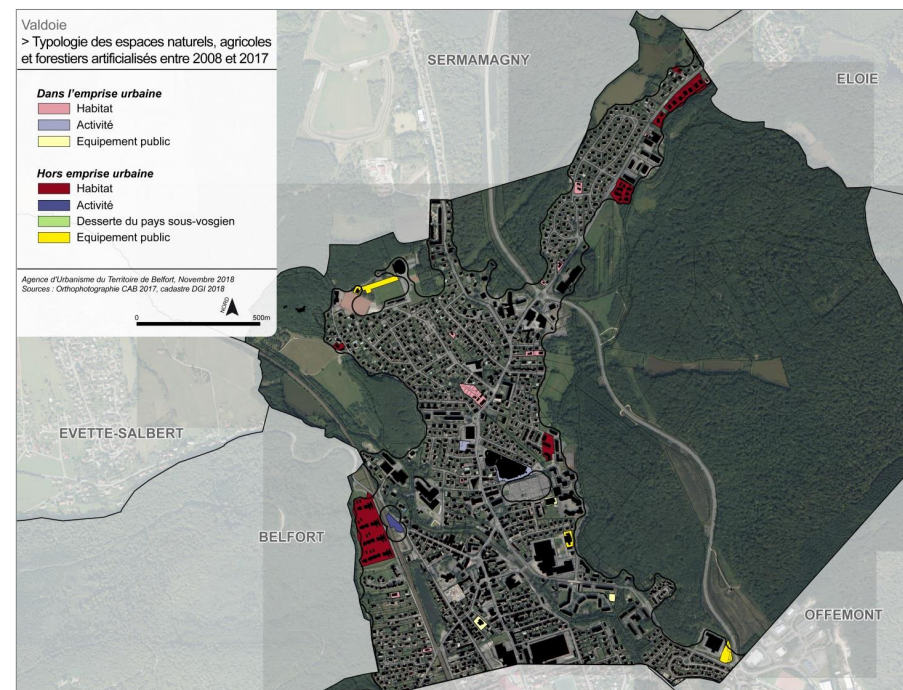 Valdoie
> Typologie des espaces naturels, agricoles
et forestiers artificialisés entre 2008 et 2017
Dans l'emprise urbaine
Habitat
Activité
Equipement public
Hors emprise urbaine
Habitat
Activité
Desserte du pays sous-vosgien
Equipement public
Agence d'Urbanisme du Territoire de Belfort, Novembre 2018
Sources : Orthophotographie CAB 2017, cadastre DGI 2018
NORD
0 500m
SERMAMAGNY
ELOIE
EVETTE-SALBERT
BELFORT
OFFEMONT